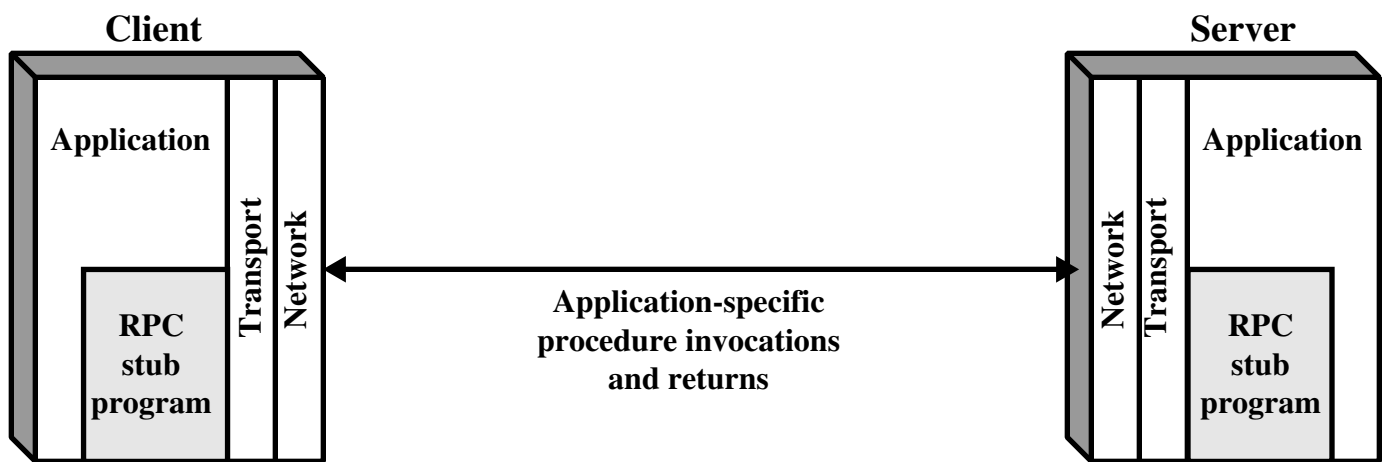 Client
Application
Transport
Network
RPC
stub
program
Application-specific
procedure invocations
and returns
Server
Network
Transport
Application
RPC
stub
program